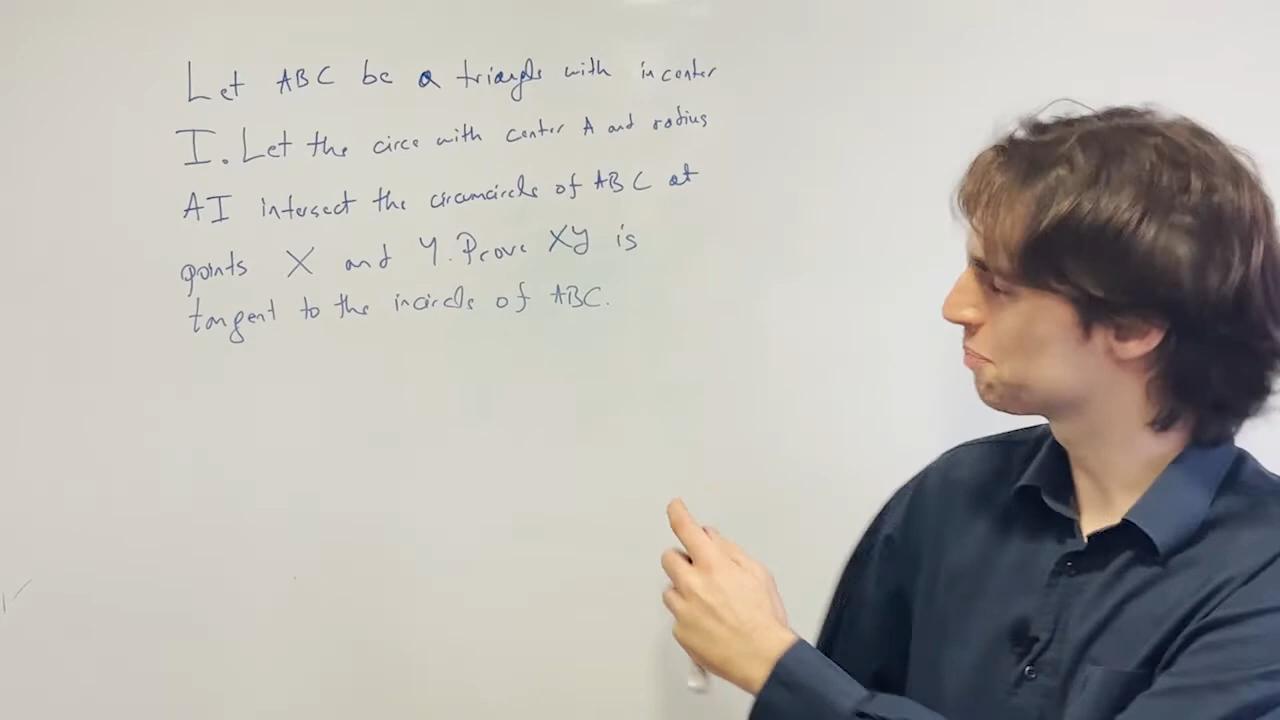 Let ABC be a triangle with incenter
I. Let the circe with center A and radius
AI intersect the circumcircle of ABC at
points X and Y. Prove XY is
tangent to the incircle of ABC.